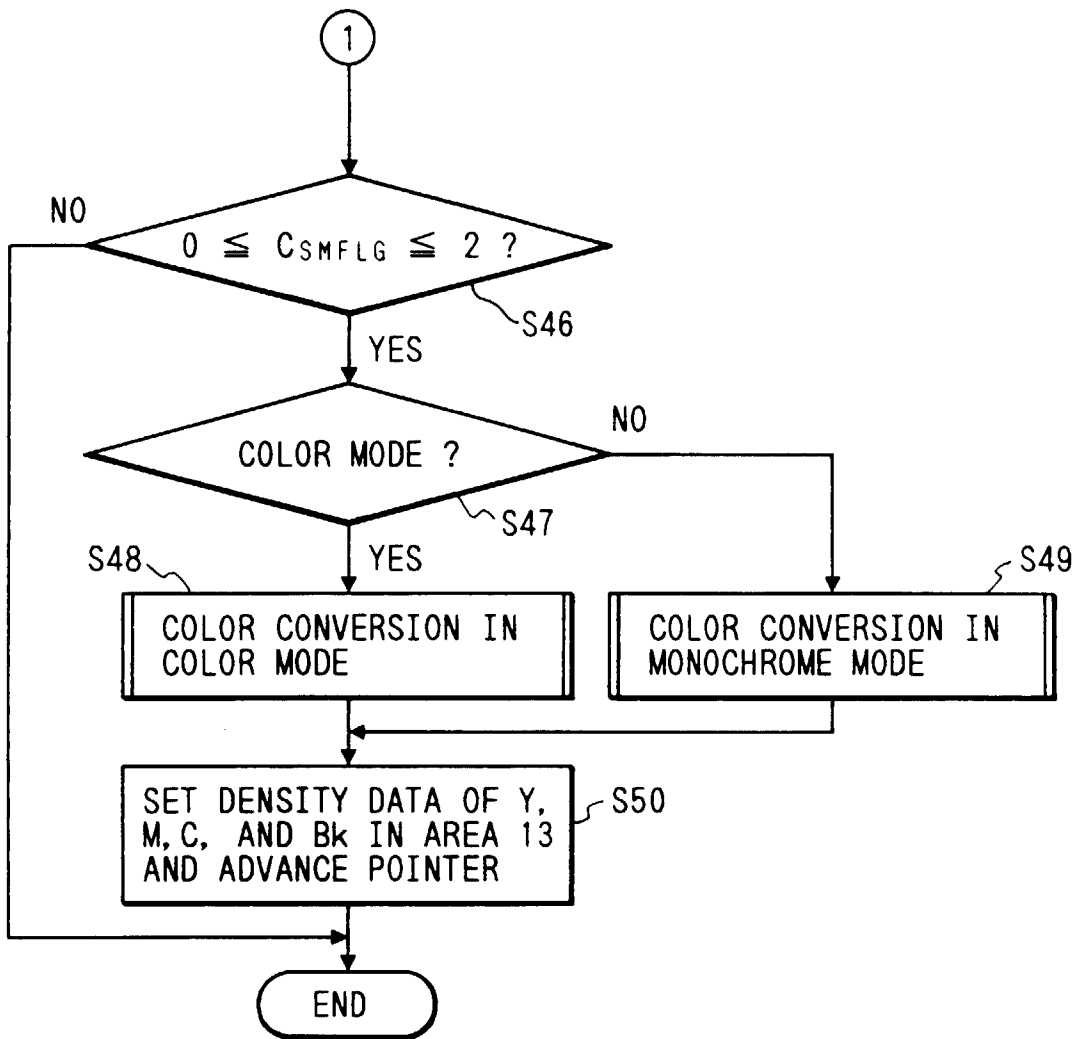 1
NO
0 ≦ CSMFLG ≦ 2 ?
S46
YES
COLOR MODE ?
NO
S47
YES
S48
COLOR CONVERSION IN
COLOR MODE
S49
COLOR CONVERSION IN
MONOCHROME MODE
SET DENSITY DATA OF Y,
M, C, AND Bk IN AREA 13
AND ADVANCE POINTER
S50
END